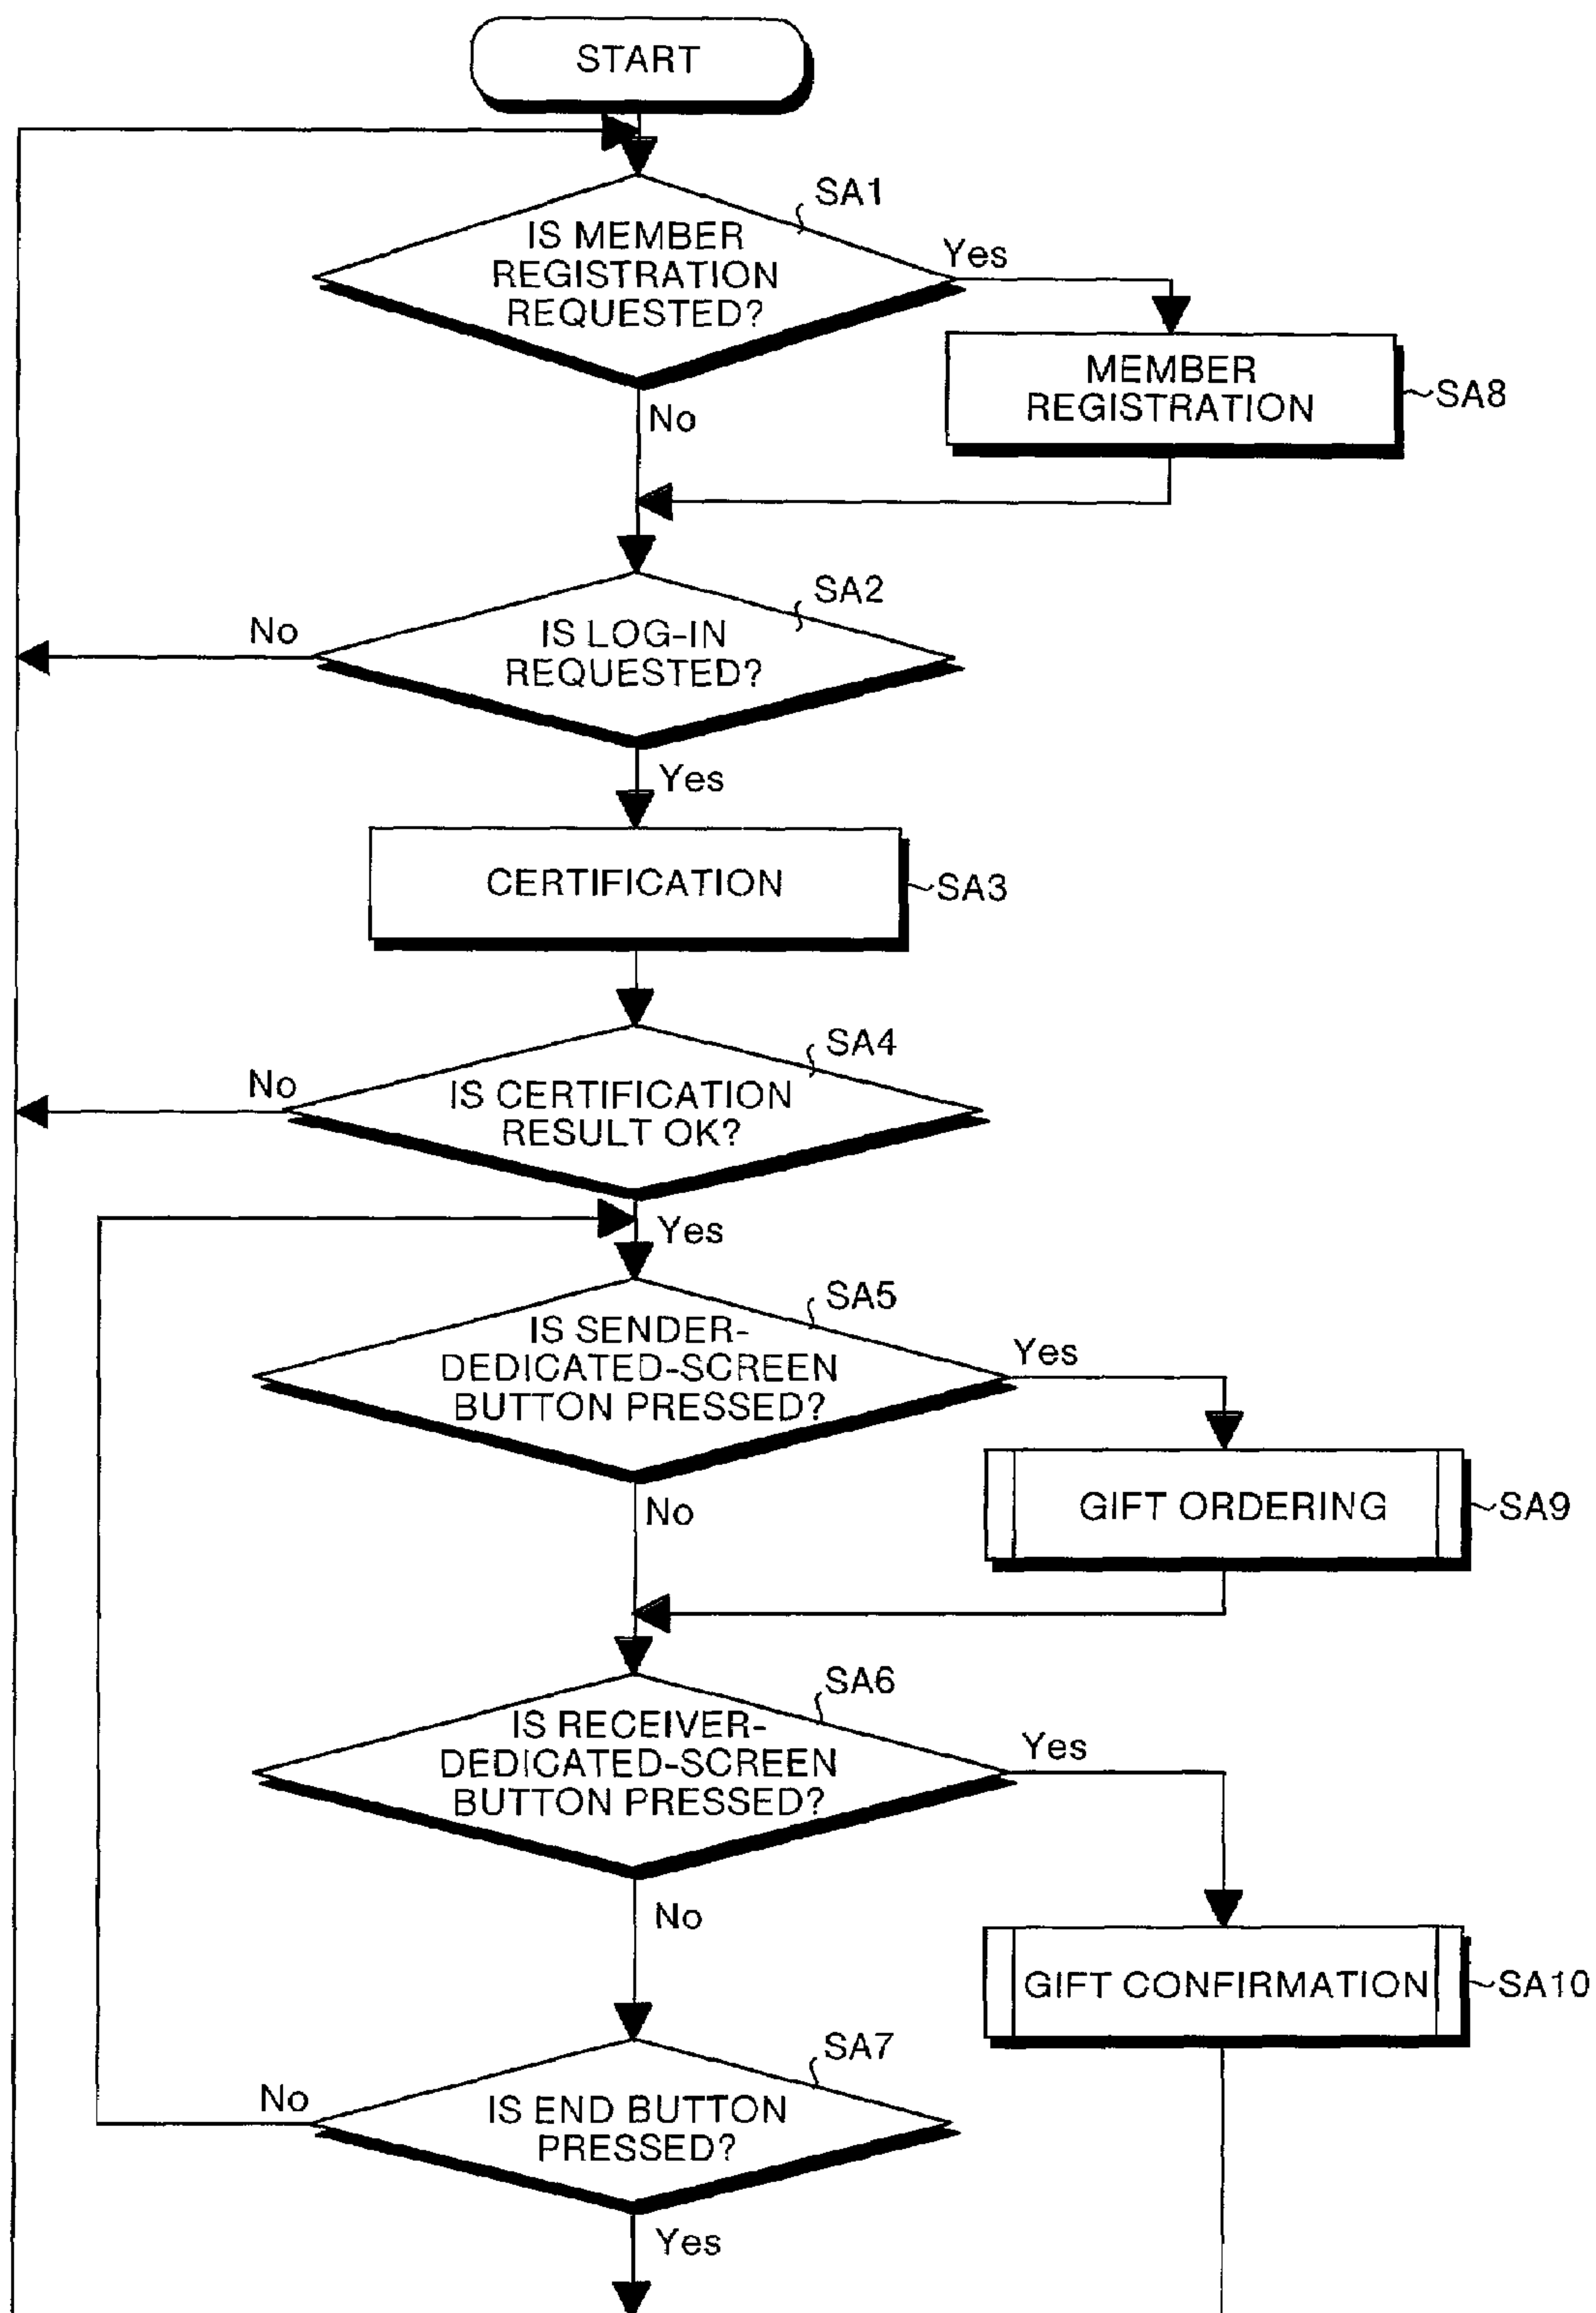 START
SA1
IS MEMBER
REGISTRATION
REQUESTED?
Yes
MEMBER
REGISTRATION
SA8
No
SA2
No
IS LOG-IN
REQUESTED?
Yes
CERTIFICATION
SA3
SA4
No
IS CERTIFICATION
RESULT OK?
Yes
SA5
IS SENDER-
DEDICATED-SCREEN
BUTTON PRESSED?
Yes
GIFT ORDERING
SA9
No
SA6
IS RECEIVER-
DEDICATED-SCREEN
BUTTON PRESSED?
Yes
No
GIFT CONFIRMATION
SA10
SA7
No
IS END BUTTON
PRESSED?
Yes